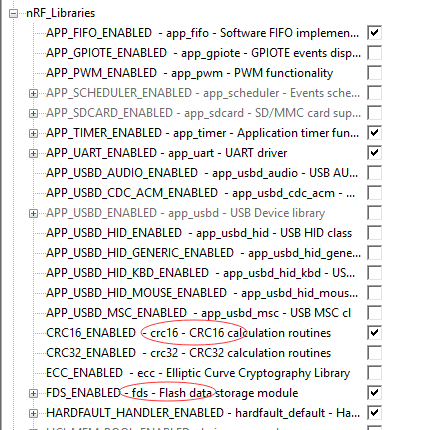 nRF_Libraries
APP_FIFO_ENABLED - app_fifo - Software FIFO implemen...
APP_GPIOTE_ENABLED - app_gpiote - GPIOTE events disp...
APP_PWM_ENABLED - app_pwm - PWM functionality
APP_SCHEDULER_ENABLED - app_scheduler - Events sche...
APP_SDCARD_ENABLED - app_sdcard - SD/MMC card sup...
APP_TIMER_ENABLED - app_timer - Application timer fun...
APP_UART_ENABLED - app_uart - UART driver
APP_USBD_AUDIO_ENABLED - app_usbd_audio - USB AU...
APP_USBD_CDC_ACM_ENABLED - app_usbd_cdc_acm - ...
APP_USBD_ENABLED - app_usbd - USB Device library
APP_USBD_HID_ENABLED - app_usbd_hid - USB HID class
APP_USBD_HID_GENERIC_ENABLED - app_usbd_hid_gene...
APP_USBD_HID_KBD_ENABLED - app_usbd_hid_kbd - US...
APP_USBD_HID_MOUSE_ENABLED - app_usbd_hid_mous...
APP_USBD_MSC_ENABLED - app_usbd_msc - USB MSC cl
CRC16_ENABLED - crc16 - CRC16 calculation routines
CRC32_ENABLED - crc32 - CRC32 calculation routines
ECC_ENABLED - ecc - Elliptic Curve Cryptography Library
FDS_ENABLED - fds - Flash data storage module
HARDFAULT_HANDLER_ENABLED - hardfault_default - Ha...